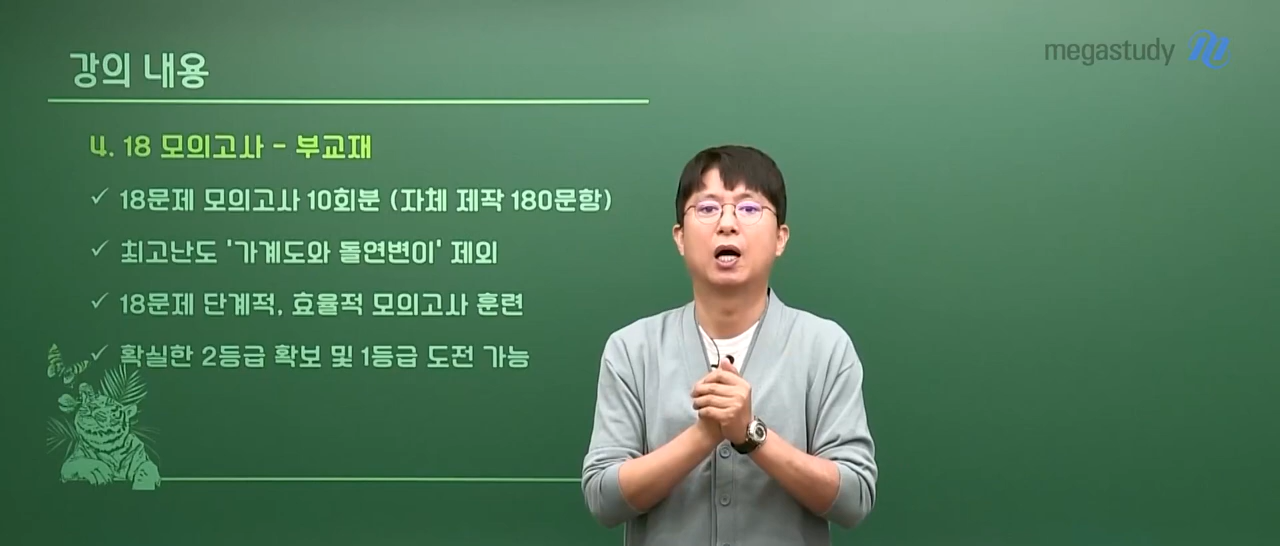 강의 내용
megastudy
4. 18 모의고사 - 부교재
✓ 18문제 모의고사 10회분 (자체 제작 180문항)
✓ 최고난도 '가계도와 돌연변이' 제외
✓ 18문제 단계적, 효율적 모의고사 훈련
✓ 확실한 2등급 확보 및 1등급 도전 가능